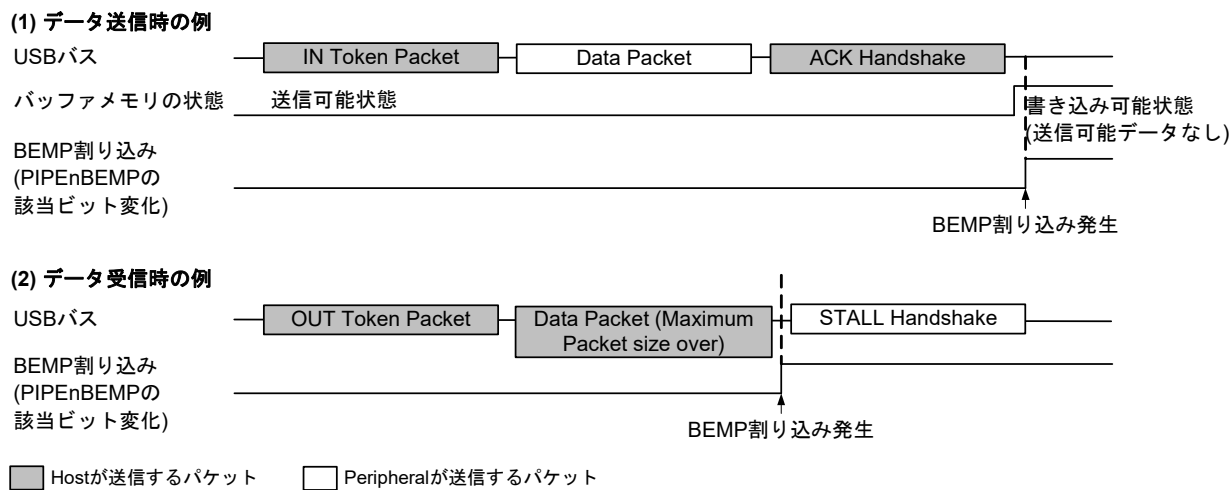 (1) データ送信時の例
USBバス
IN Token Packet
Data Packet
ACK Handshake
バッファメモリの状態
送信可能状態
書き込み可能状態
(送信可能データなし)
BEMP割り込み
(PIPEnBEMPの
該当ビット変化)
BEMP割り込み発生
(2) データ受信時の例
USBバス
OUT Token Packet
Data Packet (Maximum
Packet size over)
STALL Handshake
BEMP割り込み
(PIPEnBEMPの
該当ビット変化)
BEMP割り込み発生
Hostが送信するパケット
Peripheralが送信するパケット